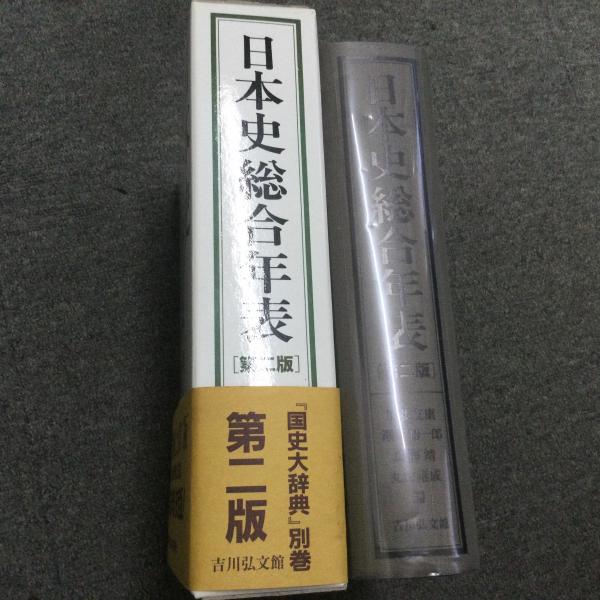 日本史総合年表
[第二版]
『国史大辞典』別巻
第二版
吉川弘文館
日本史総合年表
[第二版]
吉川弘文館